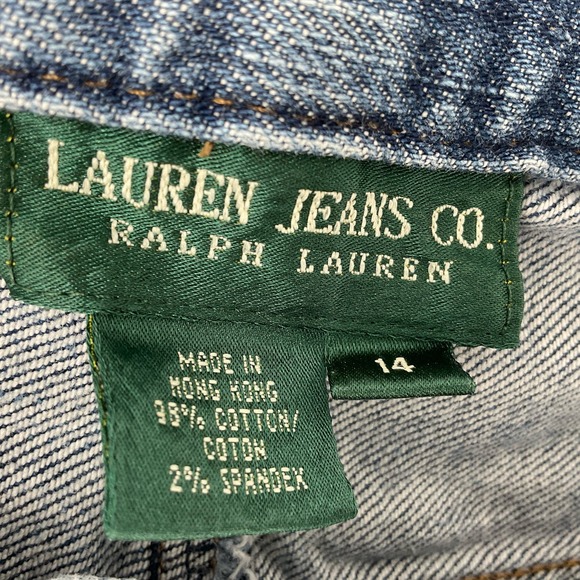 LAUREN JEANS CO.
RALPH LAUREN
14
MADE IN
HONG KONG
98% COTTON/
COTON
2% SPANDEX